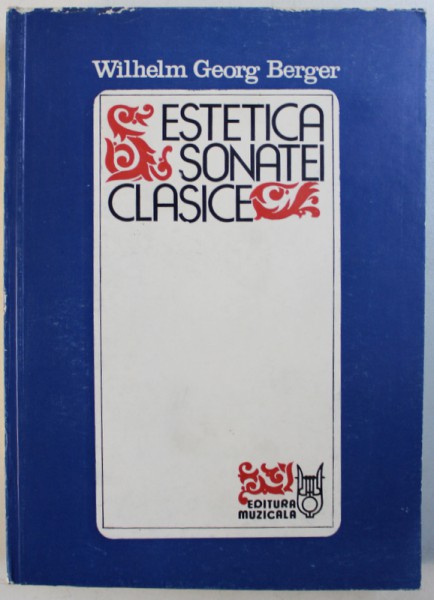 Wilhelm Georg Berger
ESTETICA
SONATEI
CLASICE
EDITURA
MUZICALA